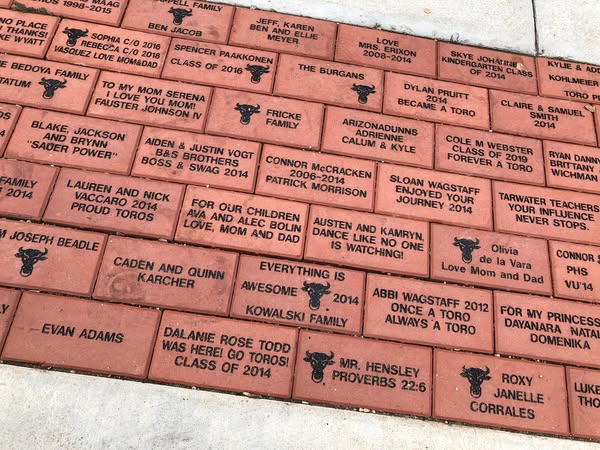 1998-2015
NO PLACE
THANKS!
KE WYATT
PPELL FAMILY
BEN JACOB
JEFF, KAREN
BEN AND ELLIE
MEYER
LOVE
MRS. ERIXON
2008-2014
SKYE
KINDERGARTEN CLASS
OF 2014
KYLIE &
KOHLMEIER
TORO
SOPHIA C/O 2016
REBECCA C/O 2018
VASQUEZ LOVE MOM&DAD
SPENCER PAAKKONEN
CLASS OF 2016
THE BURGANS
DYLAN PRUITT
2014
BECAME A TORO
CLAIRE & SAMUEL
SMITH
2014
BEDOYA FAMILY
TATUM
TO MY MOM SERENA
I LOVE YOU MOM!
FAUSTER JOHNSON IV
FRICKE
FAMILY
ARIZONADUNNS
ADRIENNE
CALUM & KYLE
COLE M WEBSTER
CLASS OF 2019
FOREVER A TORO
RYAN
BRITTANY
WICHMAN
BLAKE, JACKSON
AND BRYNN
"SAUER POWER"
AIDEN & JUSTIN VOGT
B&S BROTHERS
BOSS & SWAG 2014
CONNOR McCRACKEN
2006-2014
PATRICK MORRISON
SLOAN WAGSTAFF
ENJOYED YOUR
JOURNEY 2014
TARWATER TEACHERS
YOUR INFLUENCE
NEVER STOPS.
FAMILY
2014
LAUREN AND NICK
VACCARO 2014
PROUD TOROS
FOR OUR CHILDREN
AVA AND ALEC BOLIN
LOVE, MOM AND DAD
AUSTEN AND KAMRYN,
DANCE LIKE NO ONE
IS WATCHING!
Olivia
de la Vara
Love Mom and Dad
CONNOR
PHS
VU'14
JOSEPH BEADLE
CADEN AND QUINN
KARCHER
EVERYTHING IS
AWESOME 2014
KOWALSKI FAMILY
ABBI WAGSTAFF 2012
ONCE A TORO
ALWAYS A TORO
FOR MY PRINCESS
DAYANARA
DOMENIKA
EVAN ADAMS
DALANIE ROSE TODD
WAS HERE! GO TOROS!
CLASS OF 2014
MR. HENSLEY
PROVERBS 22:6
ROXY
JANELLE
CORRALES
LUKE
THO